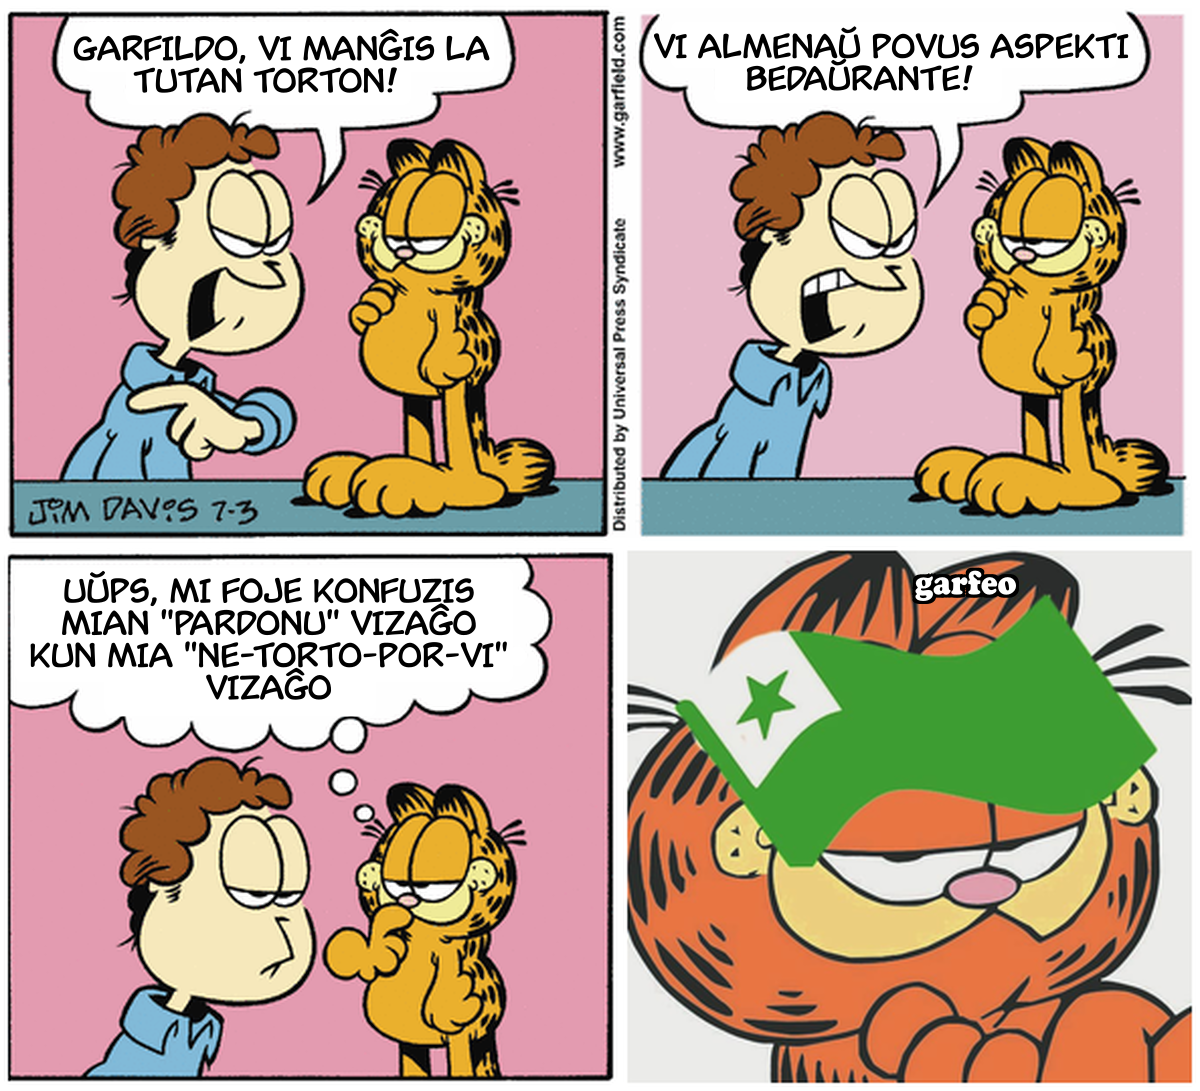 GARFILDO, VI MANĜIS LA
TUTAN TORTON!
JIM DAVIS 7-3
www.garfield.com
Distributed by Universal Press Syndicate
VI ALMENAŬ POVUS ASPEKTI
BEDAŬRANTE!
UŬPS, MI FOJE KONFUZIS
MIAN "PARDONU" VIZAĜO
KUN MIA "NE-TORTO-POR-VI"
VIZAĜO
garfeo